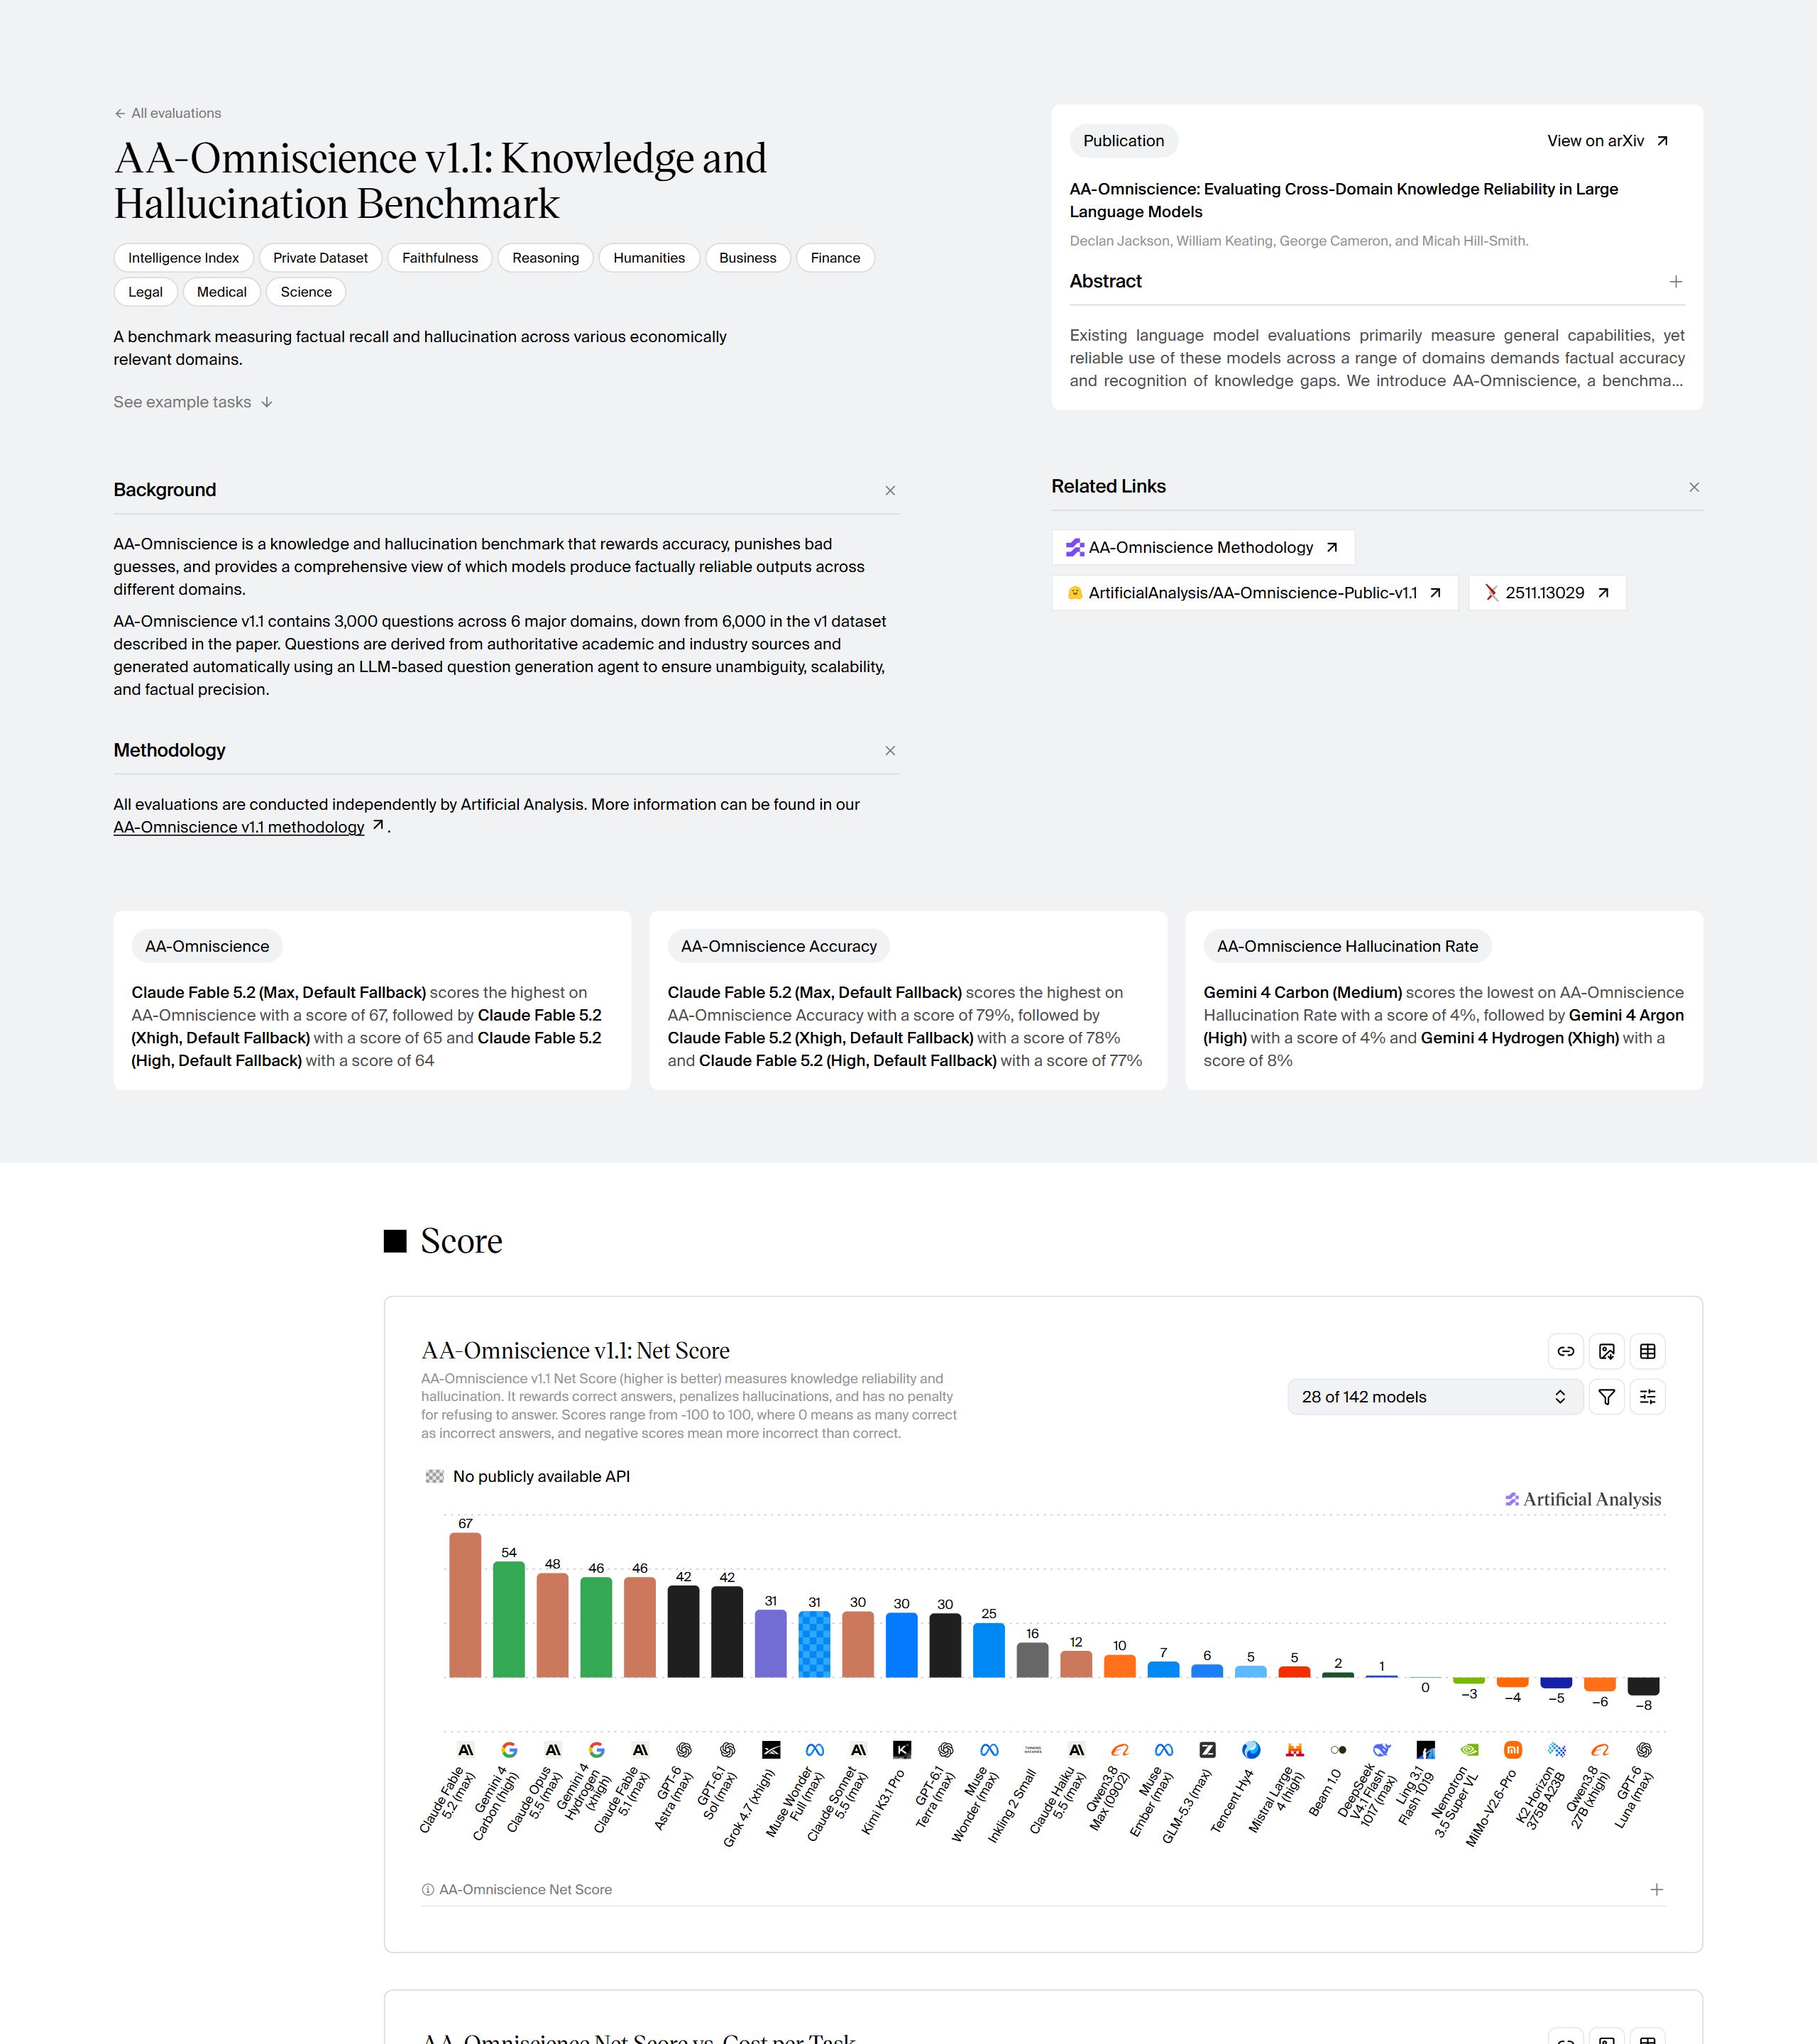 ← All evaluations
AA-Omniscience v1.1: Knowledge and
Hallucination Benchmark
Intelligence Index
Private Dataset
Faithfulness
Reasoning
Humanities
Business
Finance
Legal
Medical
Science
A benchmark measuring factual recall and hallucination across various economically
relevant domains.
See example tasks ↓
Publication
View on arXiv
AA-Omniscience: Evaluating Cross-Domain Knowledge Reliability in Large
Language Models
Declan Jackson, William Keating, George Cameron, and Micah Hill-Smith.
Abstract
Existing language model evaluations primarily measure general capabilities, yet
reliable use of these models across a range of domains demands factual accuracy
and recognition of knowledge gaps. We introduce AA-Omniscience, a benchma...
Background
AA-Omniscience is a knowledge and hallucination benchmark that rewards accuracy, punishes bad
guesses, and provides a comprehensive view of which models produce factually reliable outputs across
different domains.
AA-Omniscience v1.1 contains 3,000 questions across 6 major domains, down from 6,000 in the v1 dataset
described in the paper. Questions are derived from authoritative academic and industry sources and
generated automatically using an LLM-based question generation agent to ensure unambiguity, scalability,
and factual precision.
Related Links
AA-Omniscience Methodology
ArtificialAnalysis/AA-Omniscience-Public-v1.1
2511.13029
Methodology
All evaluations are conducted independently by Artificial Analysis. More information can be found in our
AA-Omniscience v1.1 methodology .
AA-Omniscience
Claude Fable 5.2 (Max, Default Fallback) scores the highest on
AA-Omniscience with a score of 67, followed by Claude Fable 5.2
(Xhigh, Default Fallback) with a score of 65 and Claude Fable 5.2
(High, Default Fallback) with a score of 64
AA-Omniscience Accuracy
Claude Fable 5.2 (Max, Default Fallback) scores the highest on
AA-Omniscience Accuracy with a score of 79%, followed by
Claude Fable 5.2 (Xhigh, Default Fallback) with a score of 78%
and Claude Fable 5.2 (High, Default Fallback) with a score of 77%
AA-Omniscience Hallucination Rate
Gemini 4 Carbon (Medium) scores the lowest on AA-Omniscience
Hallucination Rate with a score of 4%, followed by Gemini 4 Argon
(High) with a score of 4% and Gemini 4 Hydrogen (Xhigh) with a
score of 8%
Score
AA-Omniscience v1.1: Net Score
AA-Omniscience v1.1 Net Score (higher is better) measures knowledge reliability and
hallucination. It rewards correct answers, penalizes hallucinations, and has no penalty
for refusing to answer. Scores range from -100 to 100, where 0 means as many correct
as incorrect answers, and negative scores mean more incorrect than correct.
28 of 142 models
No publicly available API
Artificial Analysis
67
54
48
46
46
42
42
31
31
30
30
30
25
16
12
10
7
6
5
5
2
1
0
−3
−4
−5
−6
−8
Claude Fable
5.2 (max)
Gemini 4
Carbon (high)
Claude Opus
5.5 (max)
Gemini 4
Hydrogen
(xhigh)
Claude Fable
5.1 (max)
GPT-6
Astra (max)
GPT-6.1
Sol (max)
Grok 4.7 (xhigh)
Muse Wonder
Full (max)
Claude Sonnet
5.5 (max)
Kimi K3.1 Pro
GPT-6.1
Terra (max)
Muse
Wonder (max)
Inkling 2 Small
Claude Haiku
5.5 (max)
Qwen3.8
Max (0902)
Muse
Ember (max)
GLM-5.3 (max)
Tencent Hy4
Mistral Large
4 (high)
Beam 1.0
DeepSeek
V4.1 Flash
1017 (max)
Ling 3.1
Flash 1019
Nemotron
3.5 Super VL
MiMo-V2.6-Pro
K2 Horizon
375B A23B
Qwen3.8
27B (xhigh)
GPT-6
Luna (max)
AA-Omniscience Net Score
AA-Omniscience Net Score vs. Cost per Task